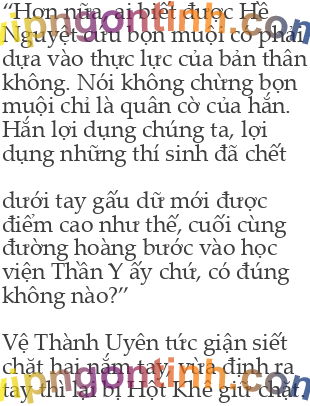 “Hơn nữa, ai biết được Hề
Nguyệt cứu bọn muội có phải
dựa vào thực lực của bản thân
không. Nói không chừng bọn
muội chỉ là quân cờ của hắn.
Hắn lợi dụng chúng ta, lợi
dụng những thí sinh đã chết
dưới tay gấu dữ mới được
điểm cao như thế, cuối cùng
đường hoàng bước vào học
viện Thần Y ấy chứ, có đúng
không nào?”
Vệ Thành Uyên tức giận siết
chặt hai nắm tay, vừa định ra
tay thì lại bị Hột Khê giữ chặt.